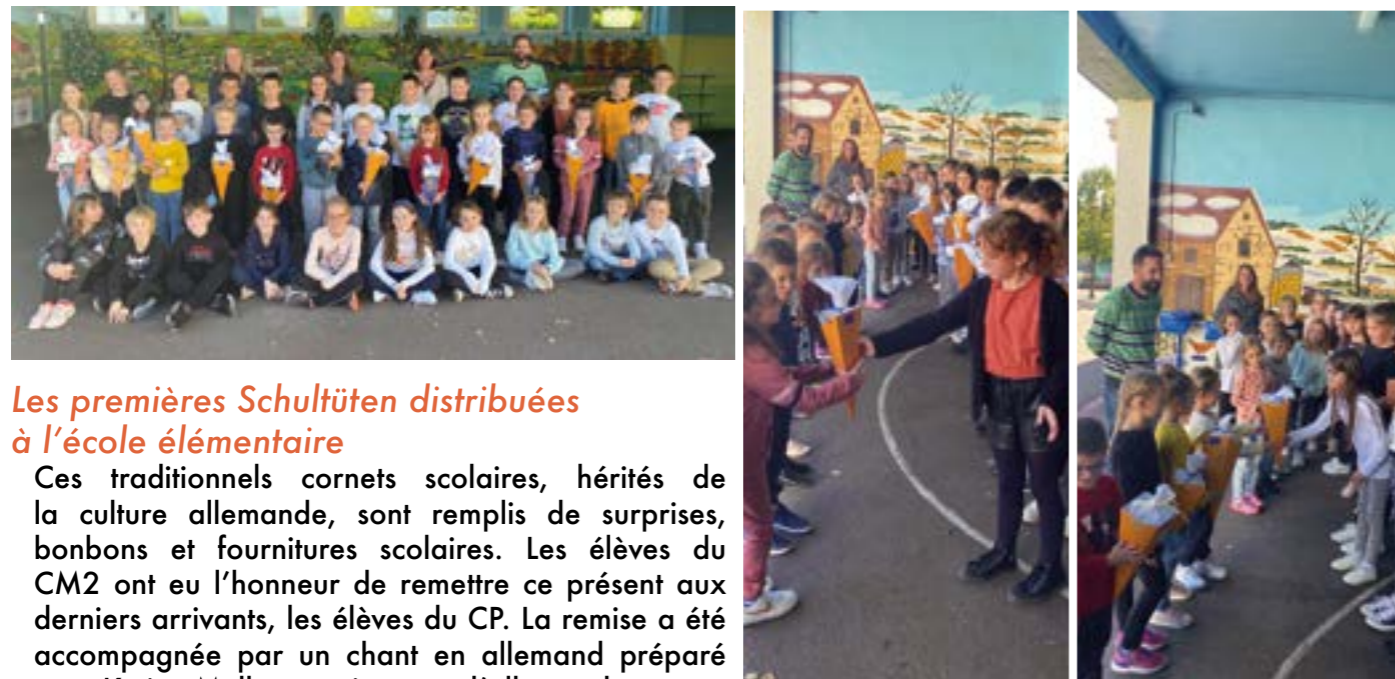 Les premières Schultüten distribuées
à l'école élémentaire
Ces traditionnels cornets scolaires, hérités de
la culture allemande, sont remplis de surprises,
bonbons et fournitures scolaires. Les élèves du
CM2 ont eu l'honneur de remettre ce présent aux
derniers arrivants, les élèves du CP. La remise a été
accompagnée par un chant en allemand préparé